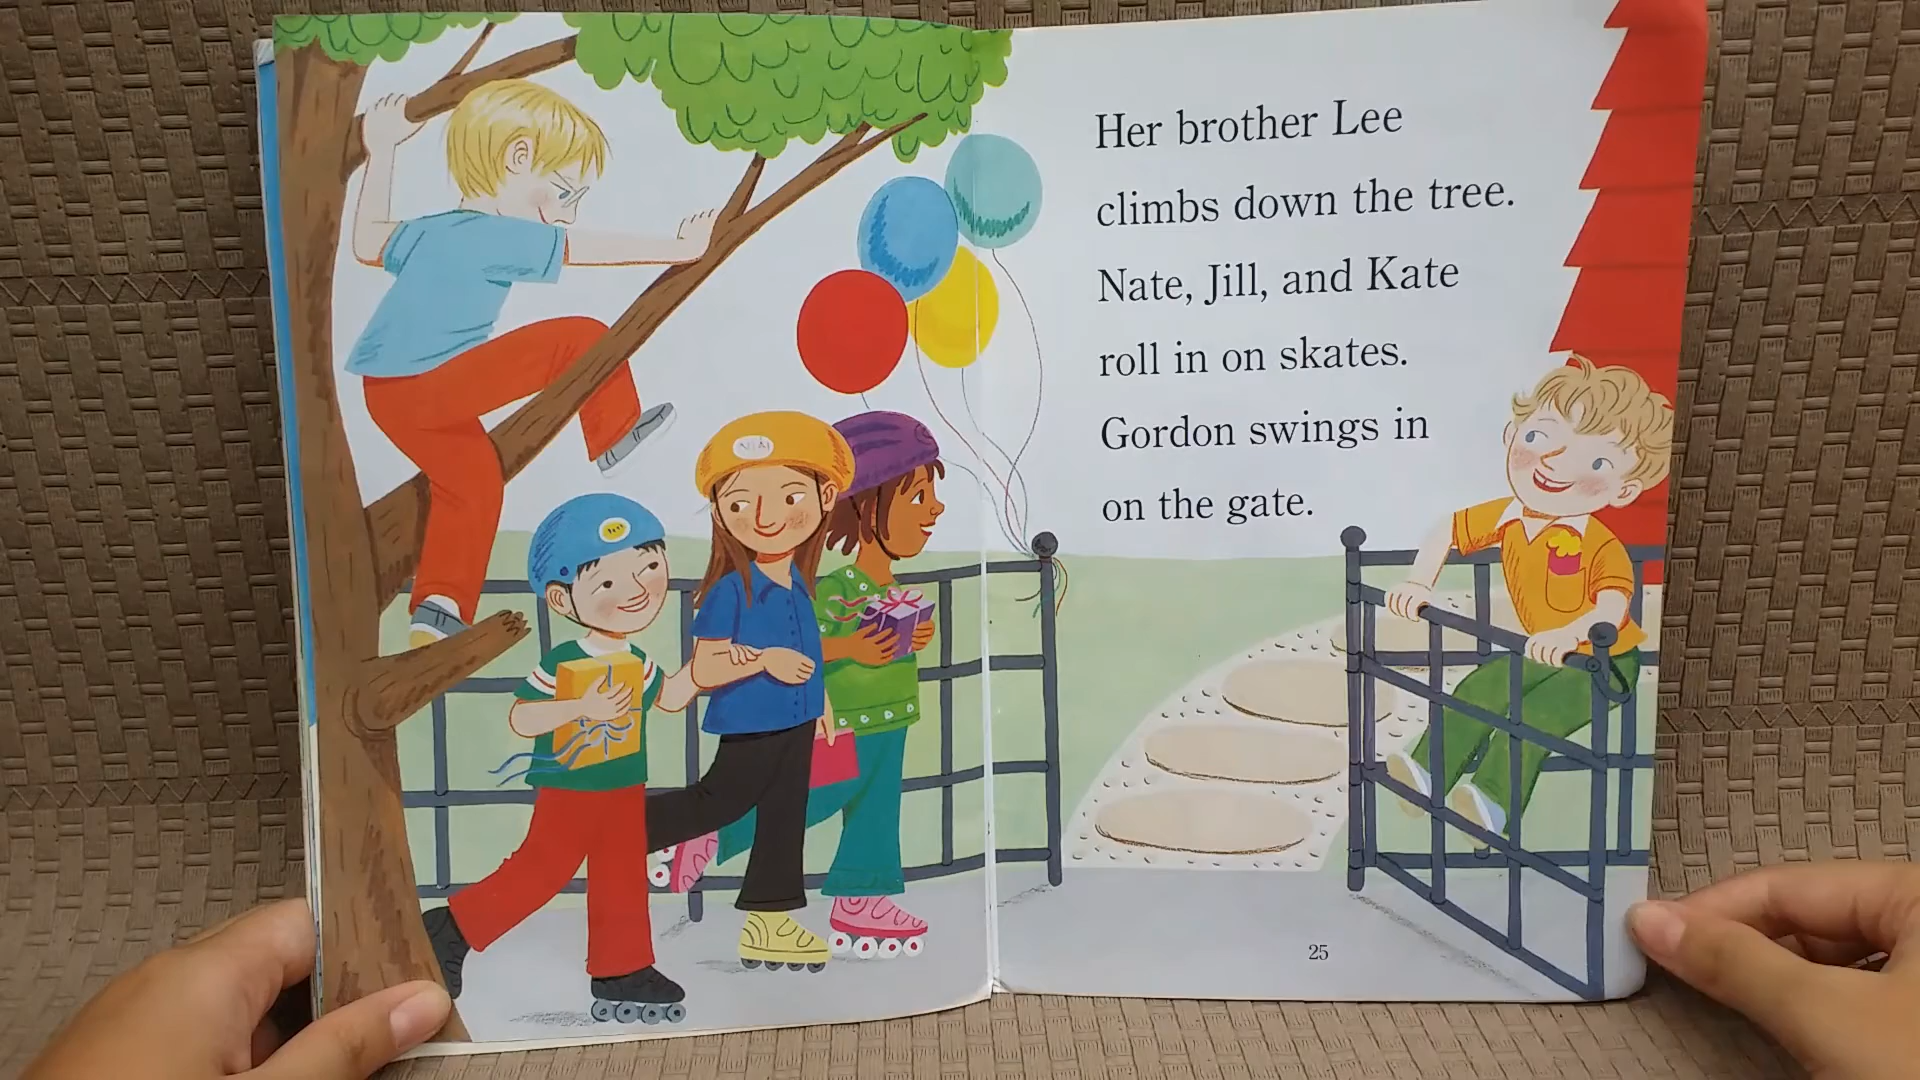 Her brother Lee
climbs down the tree.
Nate, Jill, and Kate
roll in on skates.
Gordon swings in
on the gate.
25